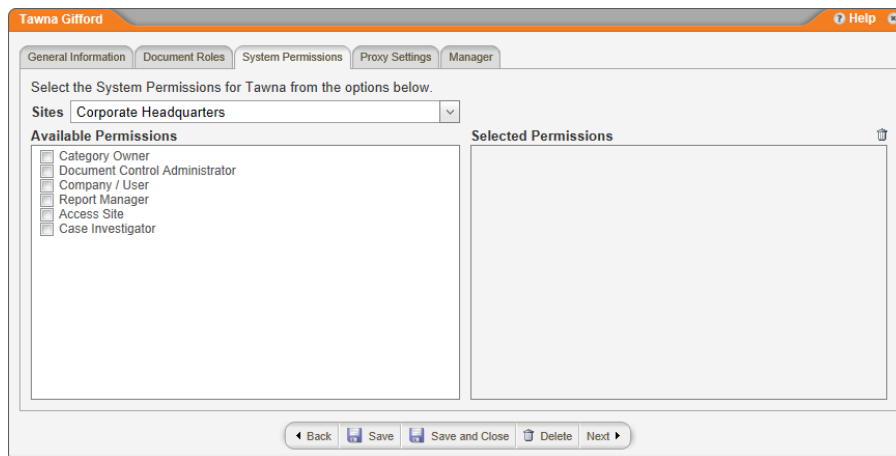 Tawna Gifford
Help
General Information Document Roles System Permissions Proxy Settings Manager
Select the System Permissions for Tawna from the options below.
Sites Corporate Headquarters
Available Permissions Selected Permissions
Category Owner
Document Control Administrator
Company / User
Report Manager
Access Site
Case Investigator
Back Save Save and Close Delete Next